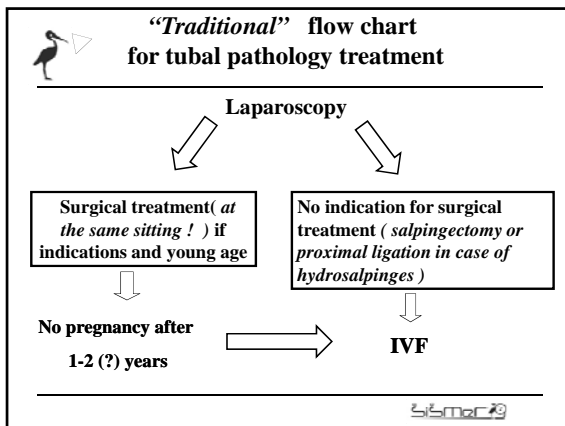 “Traditional” flow chart
for tubal pathology treatment
Laparoscopy
Surgical treatment( at
the same sitting ! ) if
indications and young age
No indication for surgical
treatment ( salpingectomy or
proximal ligation in case of
hydrosalpinges )
No pregnancy after
1-2 (?) years
IVF
SISMER